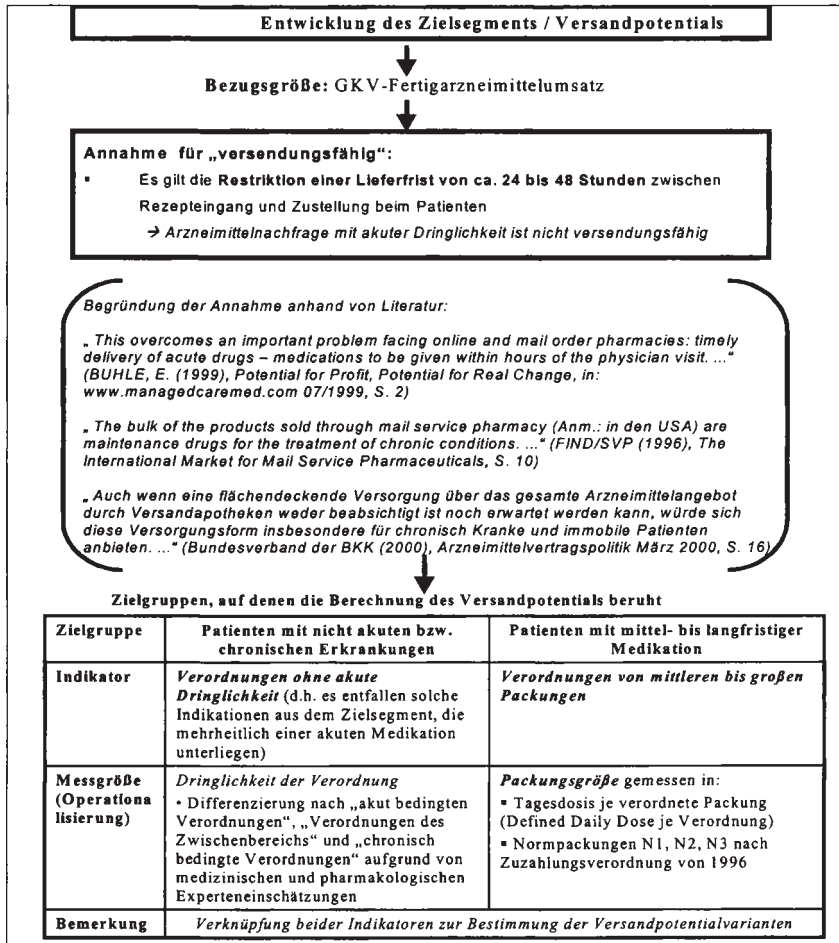 Entwicklung des Zielsegments / Versandpotentials
Bezugsgröße: GKV-Fertigarzneimittelumsatz
Annahme für „versendungsfähig“:
▪ Es gilt die Restriktion einer Lieferfrist von ca. 24 bis 48 Stunden zwischen
Rezepteingang und Zustellung beim Patienten
→ Arzneimittelnachfrage mit akuter Dringlichkeit ist nicht versendungsfähig
Begründung der Annahme anhand von Literatur:
„ This overcomes an important problem facing online and mail order pharmacies: timely
delivery of acute drugs – medications to be given within hours of the physician visit. ...“
(BUHLE, E. (1999), Potential for Profit, Potential for Real Change, in:
www.managedcaremed.com 07/1999, S. 2)
„ The bulk of the products sold through mail service pharmacy (Anm.: in den USA) are
maintenance drugs for the treatment of chronic conditions. ...“ (FIND/SVP (1996), The
International Market for Mail Service Pharmaceuticals, S. 10)
„ Auch wenn eine flächendeckende Versorgung über das gesamte Arzneimittelangebot
durch Versandapotheken weder beabsichtigt ist noch erwartet werden kann, würde sich
diese Versorgungsform insbesondere für chronisch Kranke und immobile Patienten
anbieten. ...“ (Bundesverband der BKK (2000), Arzneimittelvertragspolitik März 2000, S. 16)
Zielgruppen, auf denen die Berechnung des Versandpotentials beruht
Zielgruppe
Patienten mit nicht akuten bzw.
chronischen Erkrankungen
Patienten mit mittel- bis langfristiger
Medikation
Indikator
Verordnungen ohne akute
Dringlichkeit (d.h. es entfallen solche
Indikationen aus dem Zielsegment, die
mehrheitlich einer akuten Medikation
unterliegen)
Verordnungen von mittleren bis großen
Packungen
Messgröße
(Operationa
lisierung)
Dringlichkeit der Verordnung
• Differenzierung nach „akut bedingten
Verordnungen“, „Verordnungen des
Zwischenbereichs“ und „chronisch
bedingte Verordnungen“ aufgrund von
medizinischen und pharmakologischen
Experteneinschätzungen
Packungsgröße gemessen in:
▪ Tagesdosis je verordnete Packung
(Defined Daily Dose je Verordnung)
▪ Normpackungen N1, N2, N3 nach
Zuzahlungsverordnung von 1996
Bemerkung
Verknüpfung beider Indikatoren zur Bestimmung der Versandpotentialvarianten